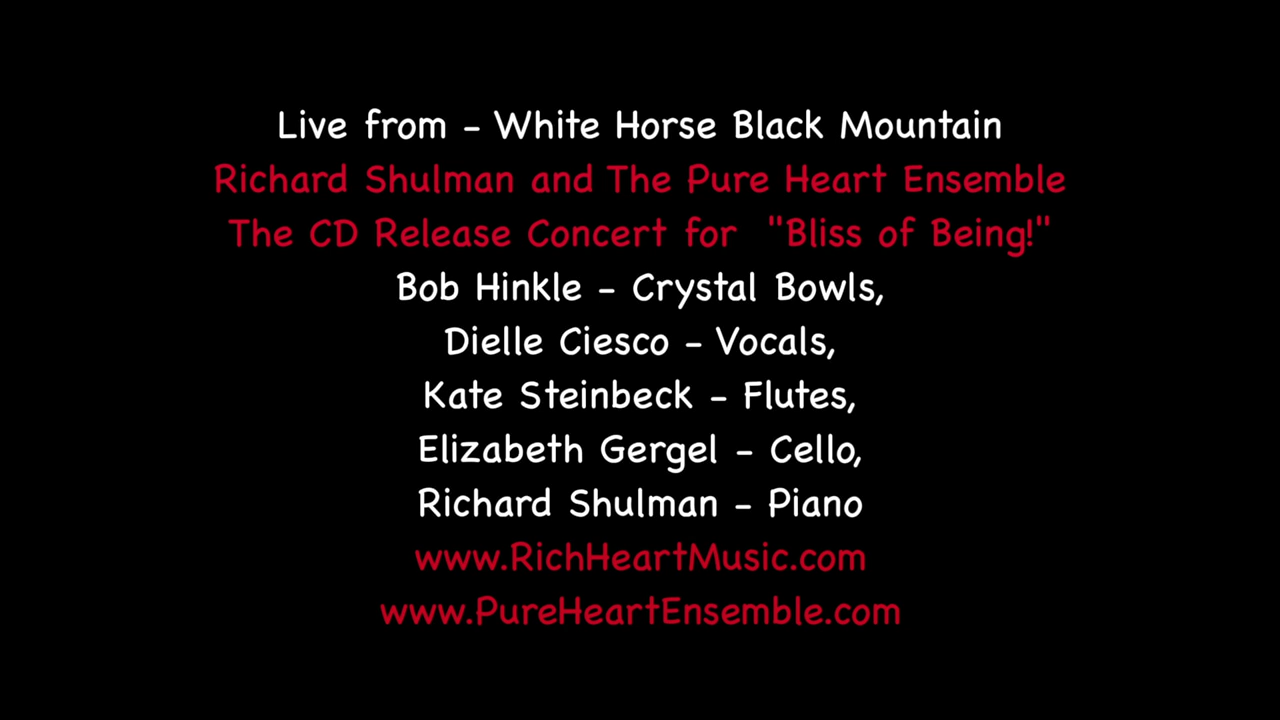 Live from - White Horse Black Mountain
Richard Shulman and The Pure Heart Ensemble
The CD Release Concert for  "Bliss of Being!"
Bob Hinkle - Crystal Bowls,
Dielle Ciesco - Vocals,
Kate Steinbeck - Flutes,
Elizabeth Gergel - Cello,
Richard Shulman - Piano
www.RichHeartMusic.com
www.PureHeartEnsemble.com